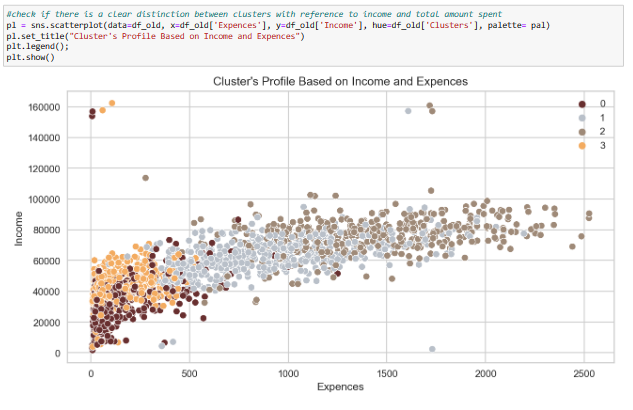 #check if there is a clear distinction between clusters with reference to income and total amount spent
pl = sns.scatterplot(data=df_old, x=df_old['Expences'], y=df_old['Income'], hue=df_old['Clusters'], palette= pal)
pl.set_title("Cluster's Profile Based on Income and Expences")
plt.legend();
plt.show()
Cluster's Profile Based on Income and Expences
160000
140000
120000
100000
80000
60000
40000
20000
0
Income
0
1
2
3
0 500 1000 1500 2000 2500
Expences